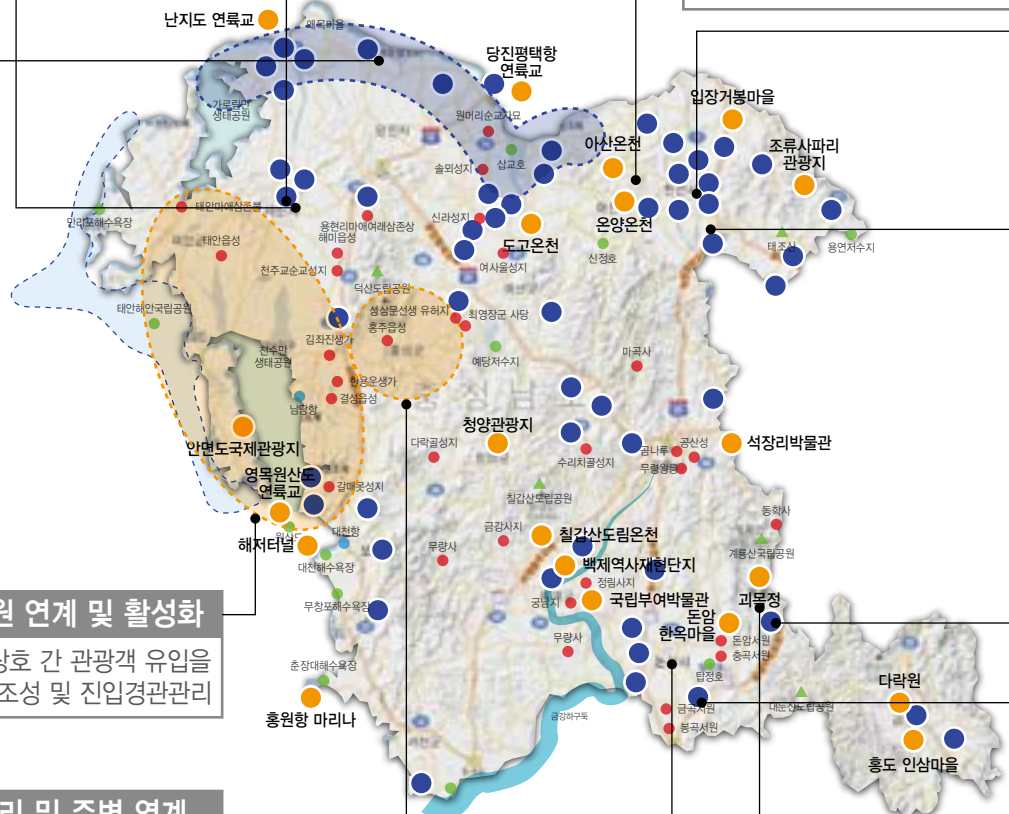 난지도 연륙교
왜목마을
당진평택항
연륙교
가로림만
생태공원
원머리순교자묘
삽교호
솔뫼성지
아산온천
입장거봉마을
조류사파리
관광지
만리포해수욕장
태안마애삼존불
태안읍성
용현리마애여래삼존상
해미읍성
천주교순교성지
신리성지
도고온천
여사울성지
온양온천
신정호
태조산
용연저수지
덕산도립공원
성삼문선생 유허지
홍주읍성
최영장군 사당
태안해안국립공원
천수만
생태공원
김좌진생가
한용운생가
결성읍성
남당항
예당저수지
마곡사
안면도국제관광지
영목원산도
연륙교
갈매못성지
해저터널
대천항
대천해수욕장
다락골성지
청양관광지
수리치골성지
곰나루
공산성
무령왕릉
석장리박물관
칠갑산도립공원
금강사지
무량사
칠갑산도림온천
백제역사재현단지
정림사지
궁남지
국립부여박물관
무량사
동학사
계룡산국립공원
괴목정
돈암
한옥마을
돈암서원
충곡서원
탑정호
금곡서원
봉곡서원
대둔산도립공원
무창포해수욕장
춘장대해수욕장
홍원항 마리나
금강하구둑
다락원
홍도 인삼마을
원 연계 및 활성화
상호 간 관광객 유입을
조성 및 진입경관관리
리 및 주변 연계